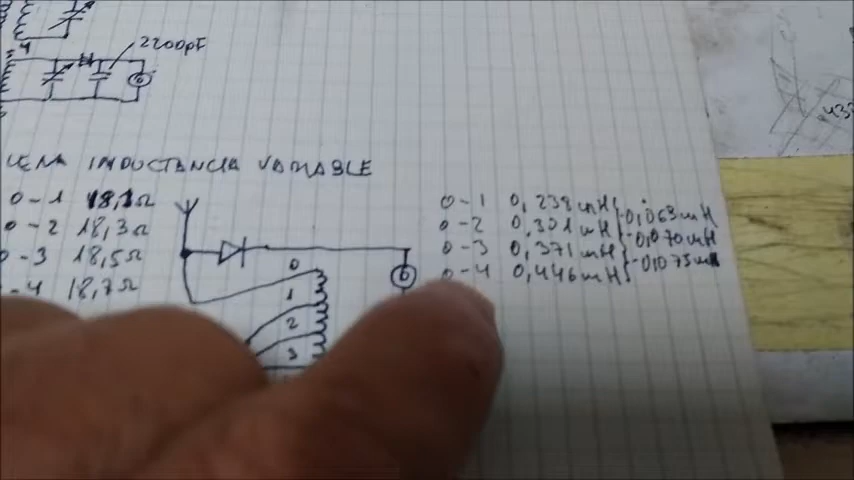 4
2200pF
INDUCTANCIA VARIABLE
0-1 18,1Ω
0-2 18,3Ω
0-3 18,5Ω
-4 18,7Ω
0
1
2
3
0-1 0,238mH
0-2 0,301mH
0-3 0,371mH
0-4 0,446mH
0,063mH
0,070mH
0,075m